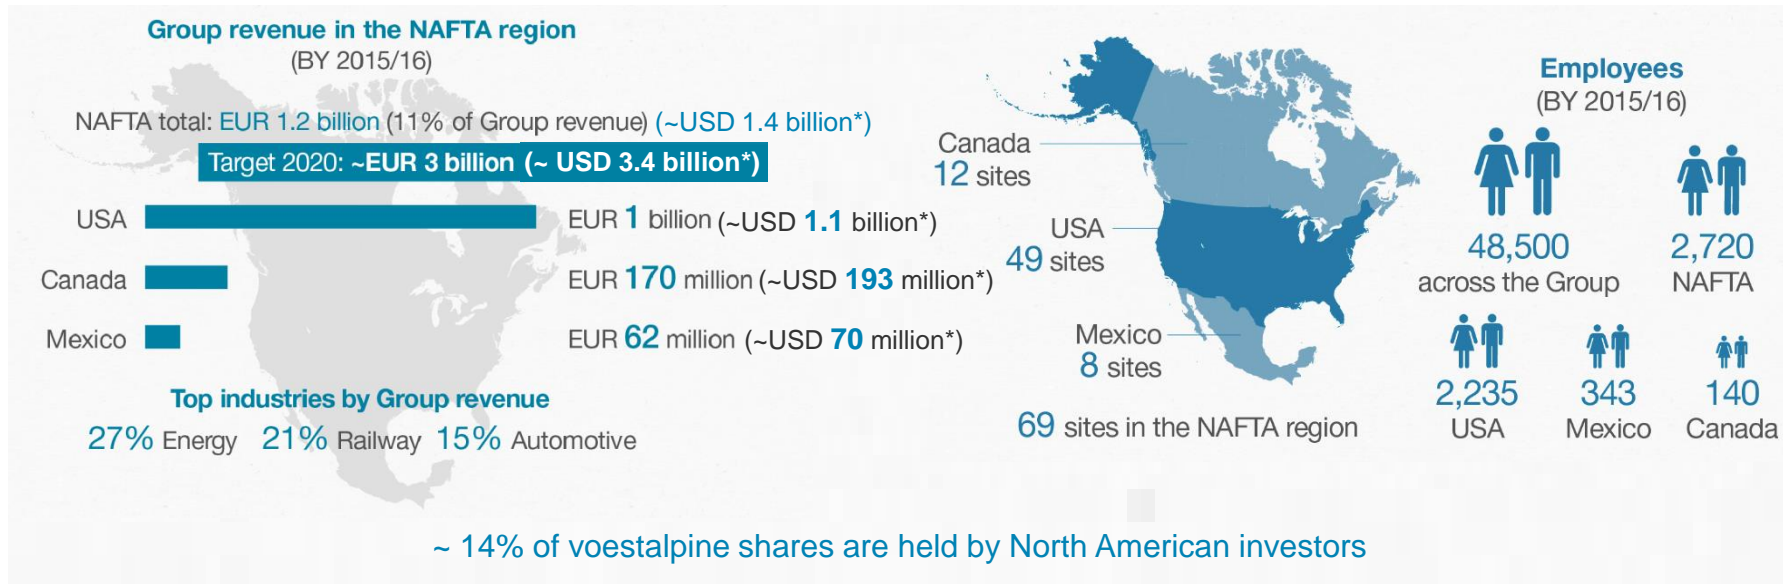 Group revenue in the NAFTA region
(BY 2015/16)
NAFTA total: EUR 1.2 billion (11% of Group revenue) (~USD 1.4 billion*)
Target 2020: ~EUR 3 billion (~ USD 3.4 billion*)
USA EUR 1 billion (~USD 1.1 billion*)
Canada EUR 170 million (~USD 193 million*)
Mexico EUR 62 million (~USD 70 million*)
Top industries by Group revenue
27% Energy 21% Railway 15% Automotive
Canada
12 sites
USA
49 sites
Mexico
8 sites
69 sites in the NAFTA region
Employees
(BY 2015/16)
48,500 2,720
across the Group NAFTA
2,235 343 140
USA Mexico Canada
~ 14% of voestalpine shares are held by North American investors